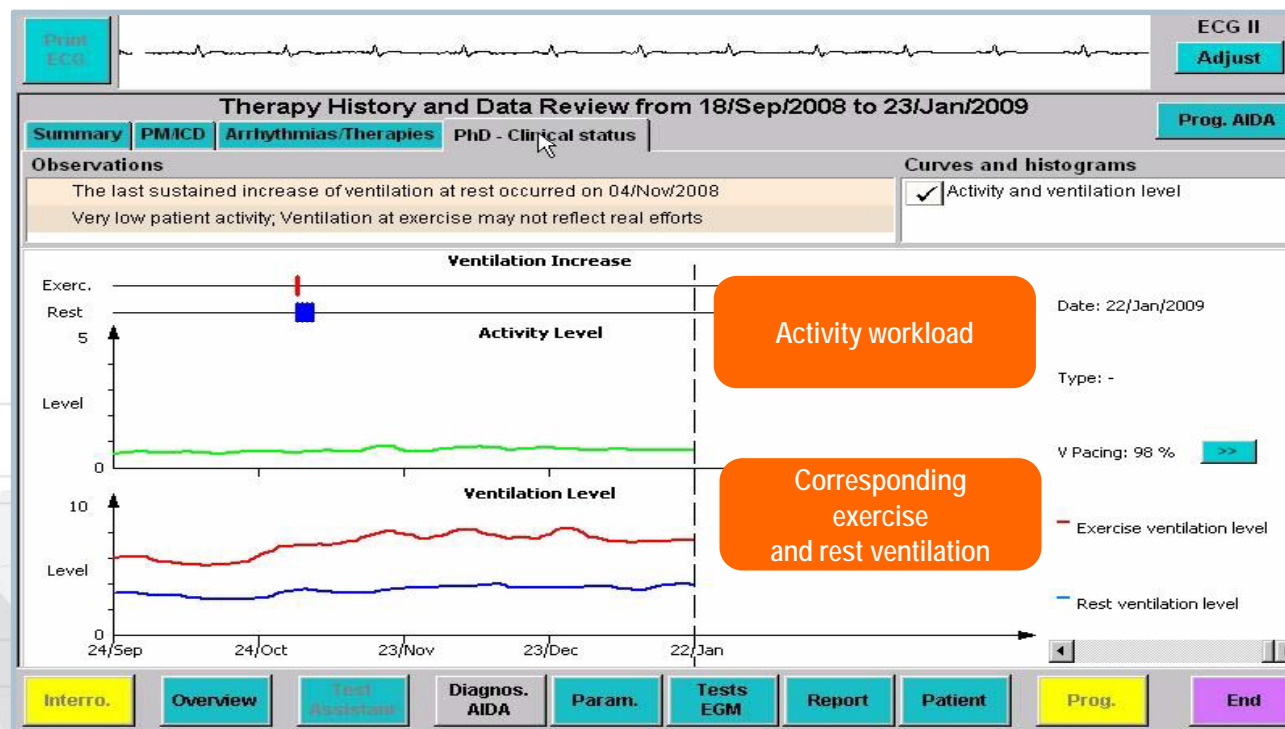 Print
ECG
ECG II
Adjust
Therapy History and Data Review from 18/Sep/2008 to 23/Jan/2009
Prog. AIDA
Summary
PM/ICD
Arrhythmias/Therapies
PhD - Clinical status
Observations
Curves and histograms
The last sustained increase of ventilation at rest occurred on 04/Nov/2008
Activity and ventilation level
Very low patient activity; Ventilation at exercise may not reflect real efforts
Ventilation Increase
Exerc.
Rest
Activity workload
Date: 22/Jan/2009
5
Activity Level
Type: -
Level
0
V Pacing: 98 %
>>
Corresponding
exercise
and rest ventilation
10
Ventilation Level
Exercise ventilation level
Level
Rest ventilation level
0
24/Sep
24/Oct
23/Nov
23/Dec
22/Jan
Interro.
Overview
Test
Assistant
Diagnos.
AIDA
Param.
Tests
EGM
Report
Patient
Prog.
End